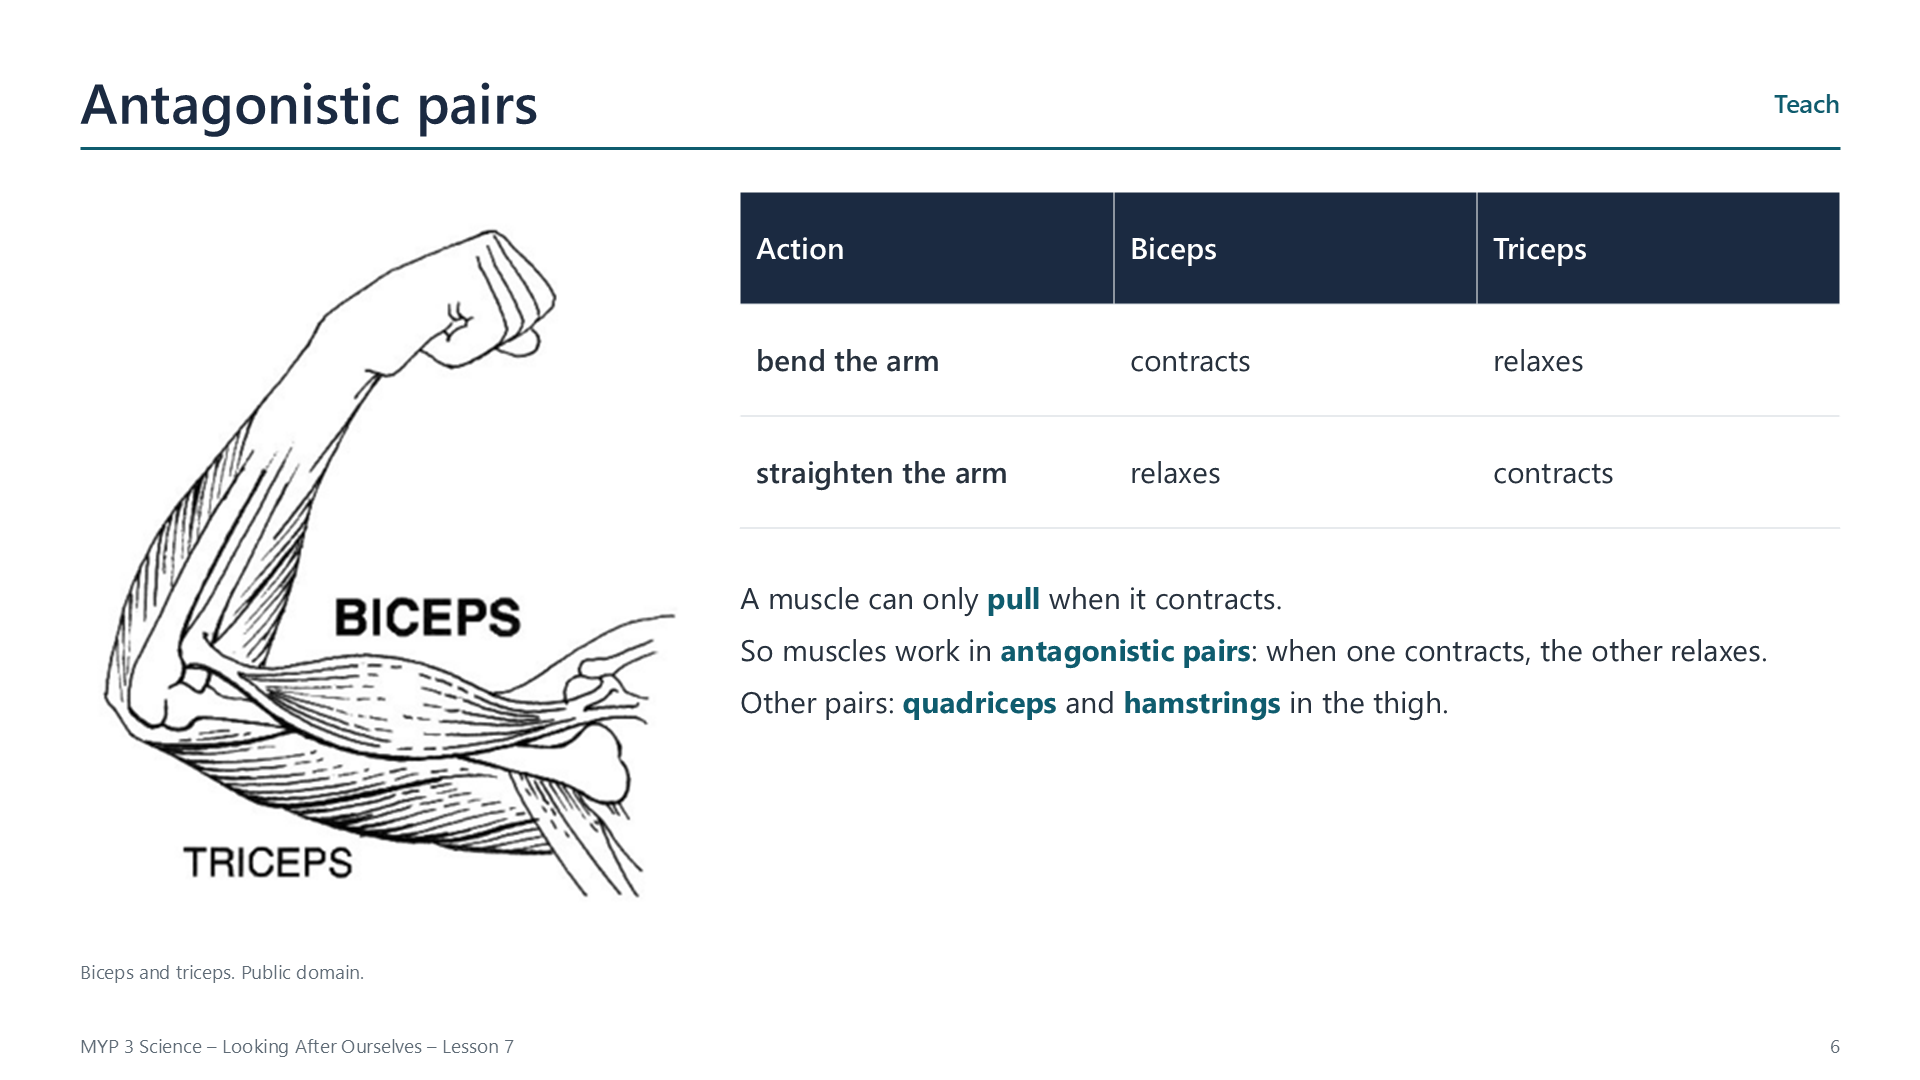 Antagonistic pairs
Teach
BICEPS
TRICEPS
Biceps and triceps. Public domain.
Action Biceps Triceps
bend the arm contracts relaxes
straighten the arm relaxes contracts
A muscle can only pull when it contracts.
So muscles work in antagonistic pairs: when one contracts, the other relaxes.
Other pairs: quadriceps and hamstrings in the thigh.
MYP 3 Science – Looking After Ourselves – Lesson 7
6